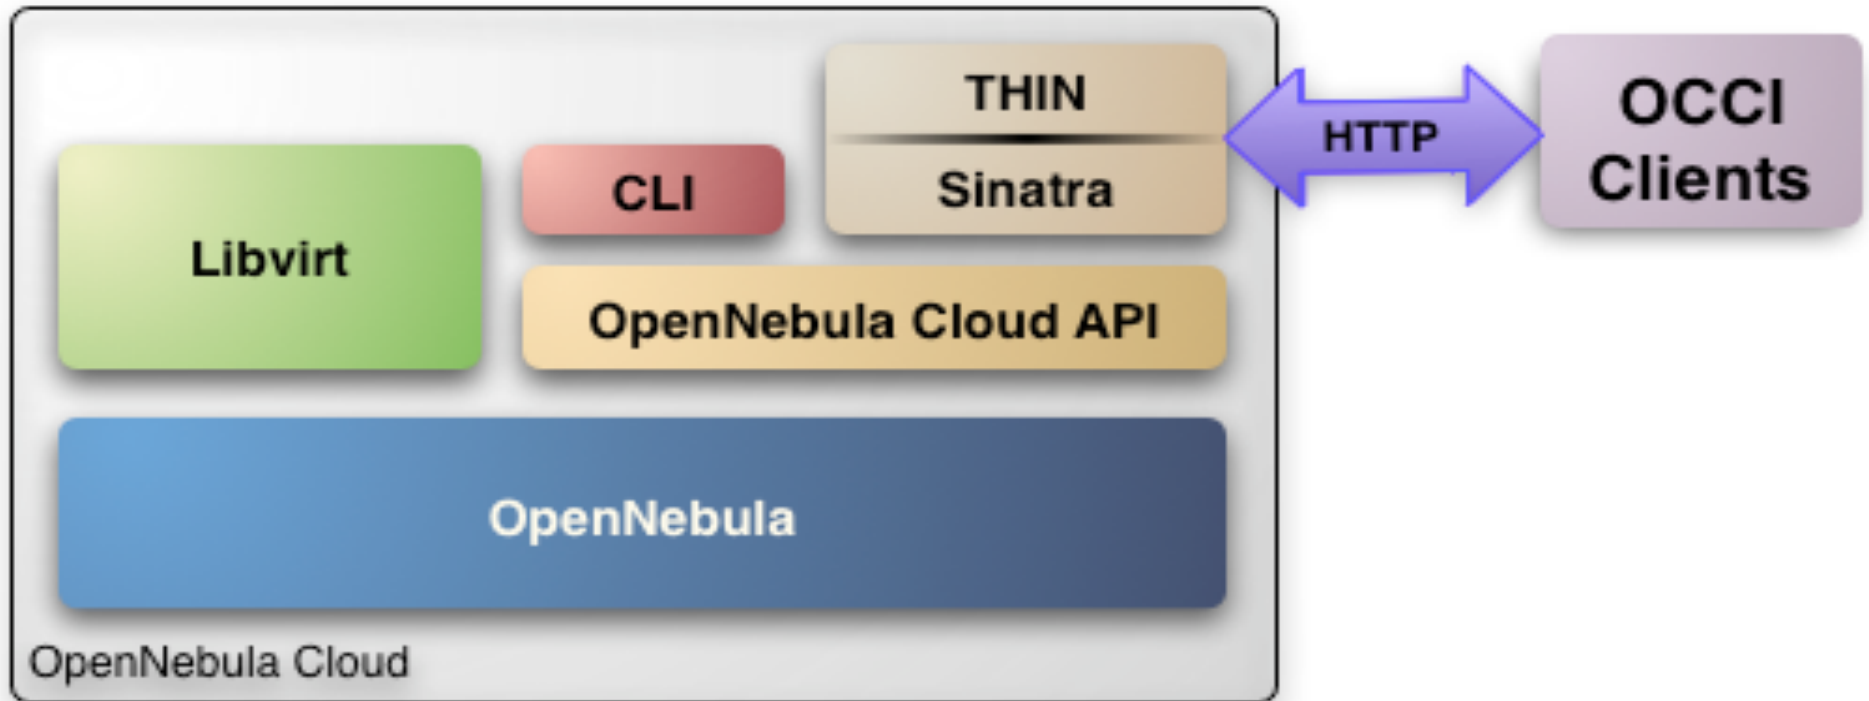 THIN
Sinatra
HTTP
OCCI
Clients
CLI
Libvirt
OpenNebula Cloud API
OpenNebula
OpenNebula Cloud